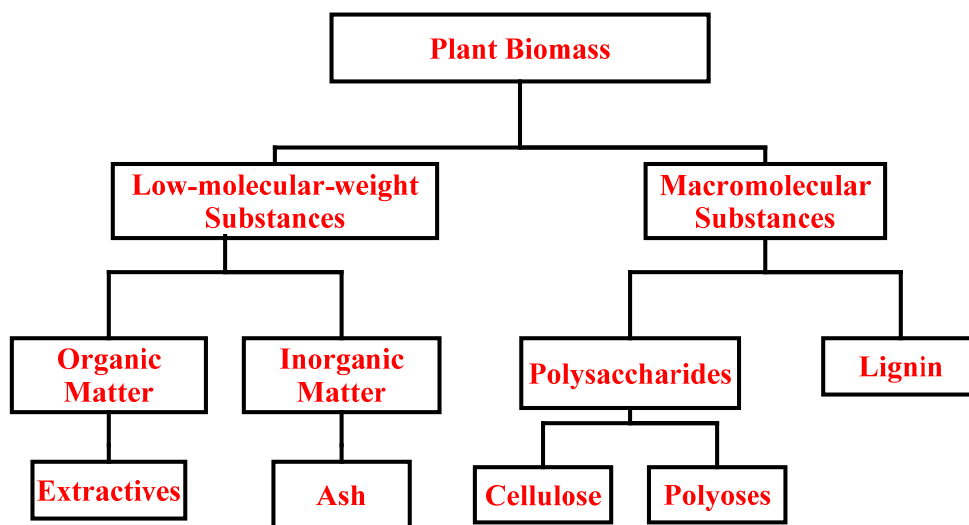 Plant Biomass
Low-molecular-weight
Substances
Macromolecular
Substances
Organic
Matter
Inorganic
Matter
Polysaccharides
Lignin
Extractives
Ash
Cellulose
Polyoses